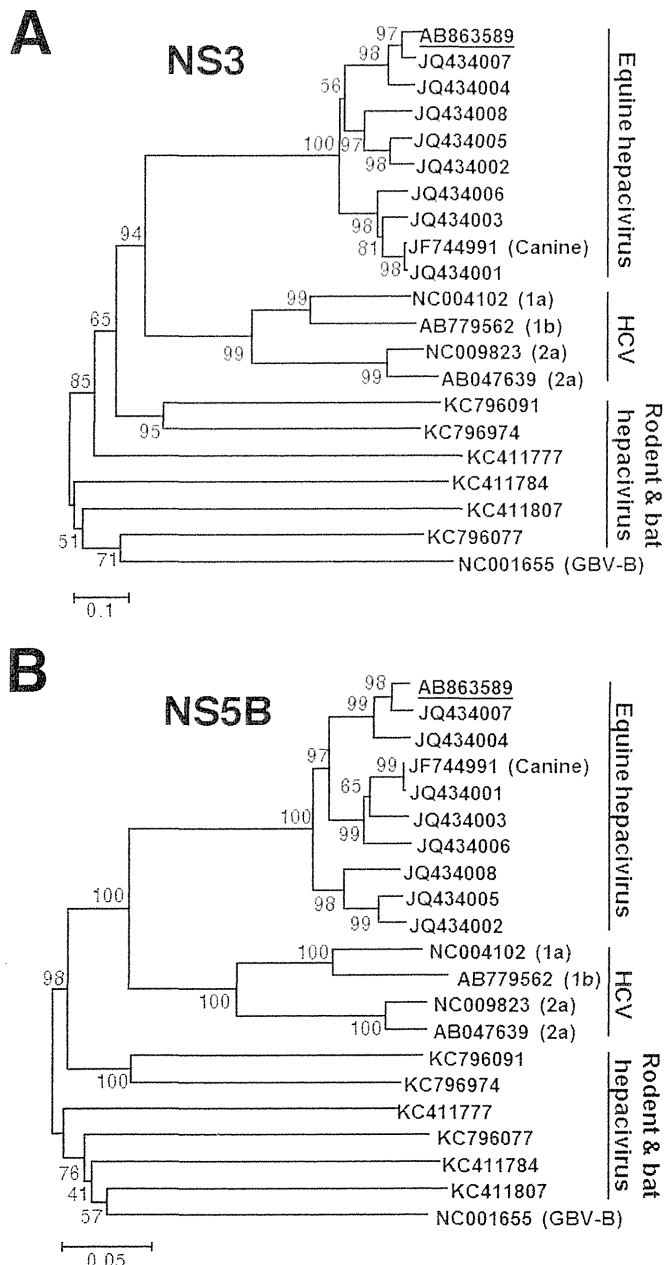 A
NS3
97
AB863589
98
JQ434007
JQ434004
56
JQ434008
100
97
JQ434005
98
JQ434002
JQ434006
98
JQ434003
81
JF744991 (Canine)
98
JQ434001
Equine hepacivirus
94
99
NC004102 (1a)
AB779562 (1b)
99
NC009823 (2a)
99
AB047639 (2a)
HCV
65
85
KC796091
95
KC796974
KC411777
KC411784
KC411807
51
KC796077
71
NC001655 (GBV-B)
Rodent & bat
hepacivirus
0.1
B
NS5B
98
AB863589
99
JQ434007
JQ434004
97
99
JF744991 (Canine)
65
JQ434001
JQ434003
99
JQ434006
100
JQ434008
98
JQ434005
99
JQ434002
Equine hepacivirus
100
100
NC004102 (1a)
AB779562 (1b)
100
NC009823 (2a)
100
AB047639 (2a)
HCV
98
KC796091
100
KC796974
KC411777
KC796077
76
KC411784
41
KC411807
57
NC001655 (GBV-B)
Rodent & bat
hepacivirus
0.05